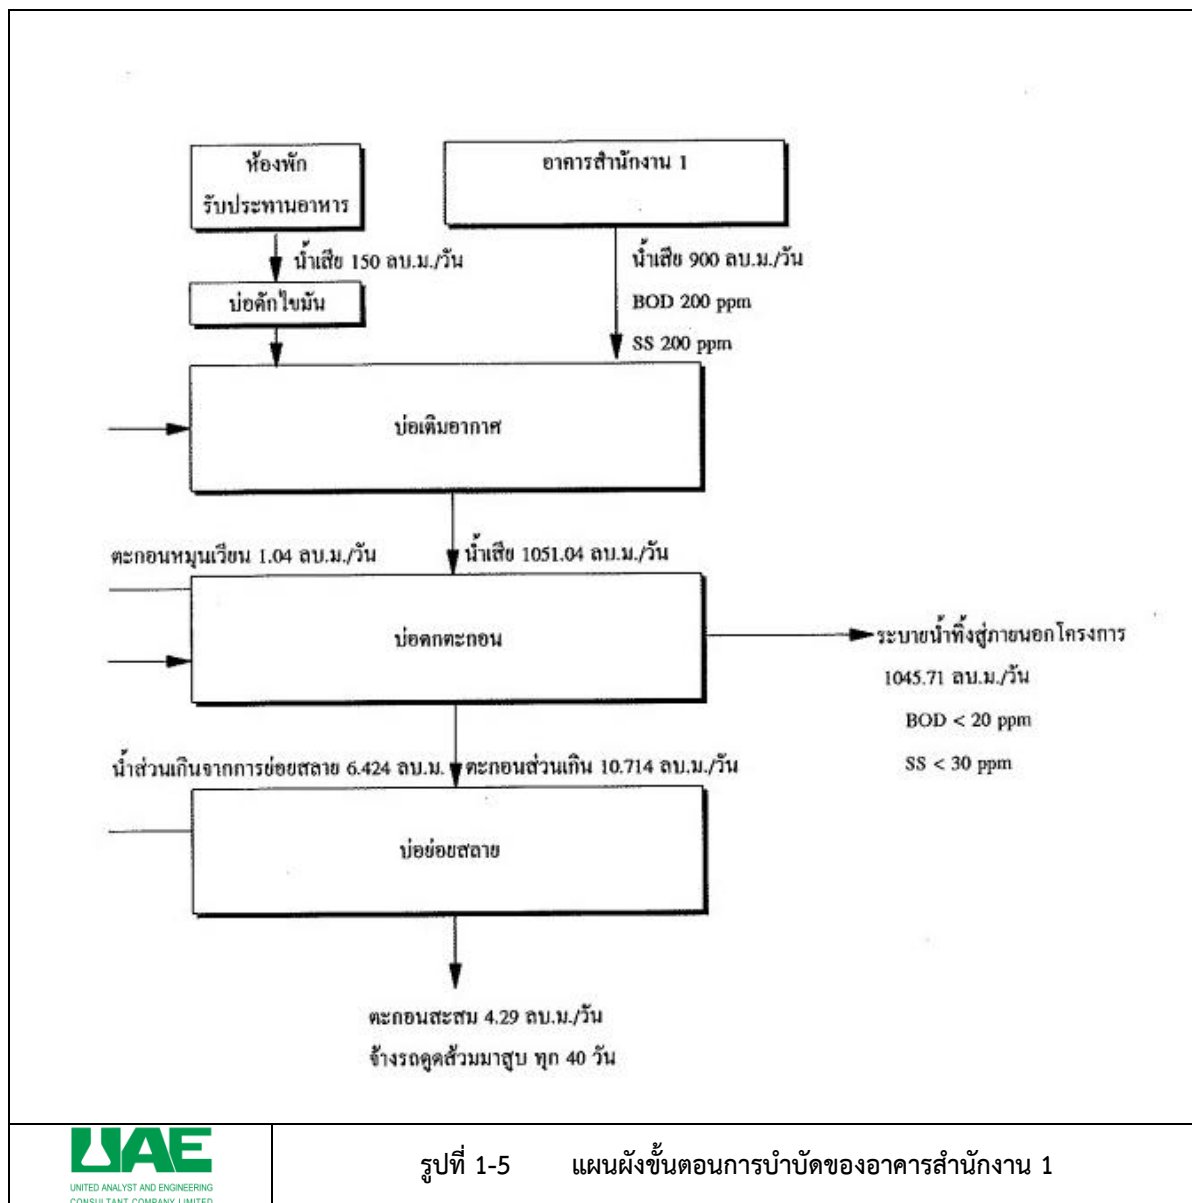 ห้องพัก
รับประทานอาหาร
อาคารสำนักงาน 1
น้ำเสีย 150 ลบ.ม./วัน
น้ำเสีย 900 ลบ.ม./วัน
BOD 200 ppm
SS 200 ppm
บ่อดักไขมัน
บ่อเติมอากาศ
ตะกอนหมุนเวียน 1.04 ลบ.ม./วัน
น้ำเสีย 1051.04 ลบ.ม./วัน
บ่อตกตะกอน
ระบายน้ำทิ้งสู่ภายนอกโครงการ
1045.71 ลบ.ม./วัน
BOD < 20 ppm
SS < 30 ppm
น้ำส่วนเกินจากการย่อยสลาย 6.424 ลบ.ม.
ตะกอนส่วนเกิน 10.714 ลบ.ม./วัน
บ่อย่อยสลาย
ตะกอนสะสม 4.29 ลบ.ม./วัน
จ้างรถดูดส้วมมาสูบ ทุก 40 วัน
UAE
UNITED ANALYST AND ENGINEERING
CONSULTANT COMPANY LIMITED
รูปที่ 1-5 แผนผังขั้นตอนการบำบัดของอาคารสำนักงาน 1